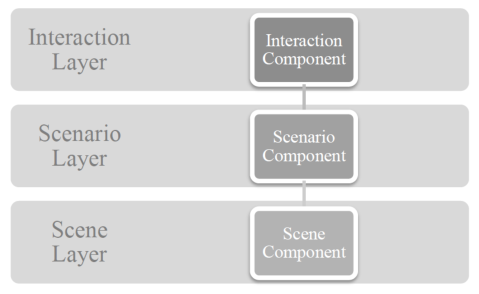 Interaction
Layer
Interaction
Component
Scenario
Layer
Scenario
Component
Scene
Layer
Scene
Component